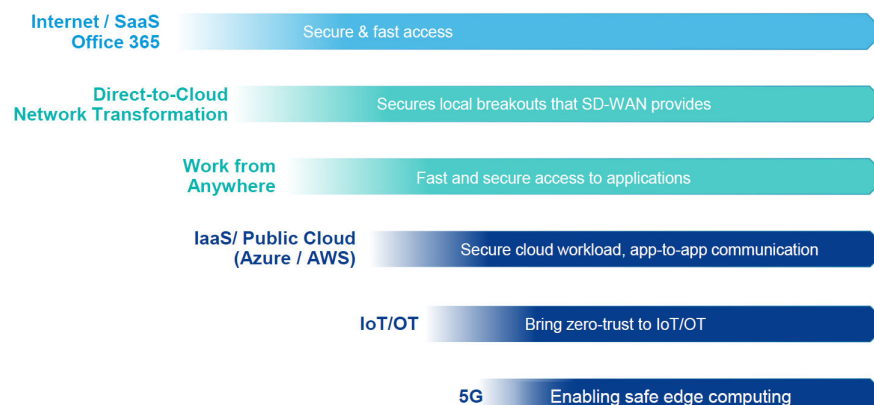 Internet / SaaS
Office 365
Secure & fast access
Direct-to-Cloud
Network Transformation
Secures local breakouts that SD-WAN provides
Work from
Anywhere
Fast and secure access to applications
IaaS/ Public Cloud
(Azure / AWS)
Secure cloud workload, app-to-app communication
IoT/OT
Bring zero-trust to IoT/OT
5G
Enabling safe edge computing